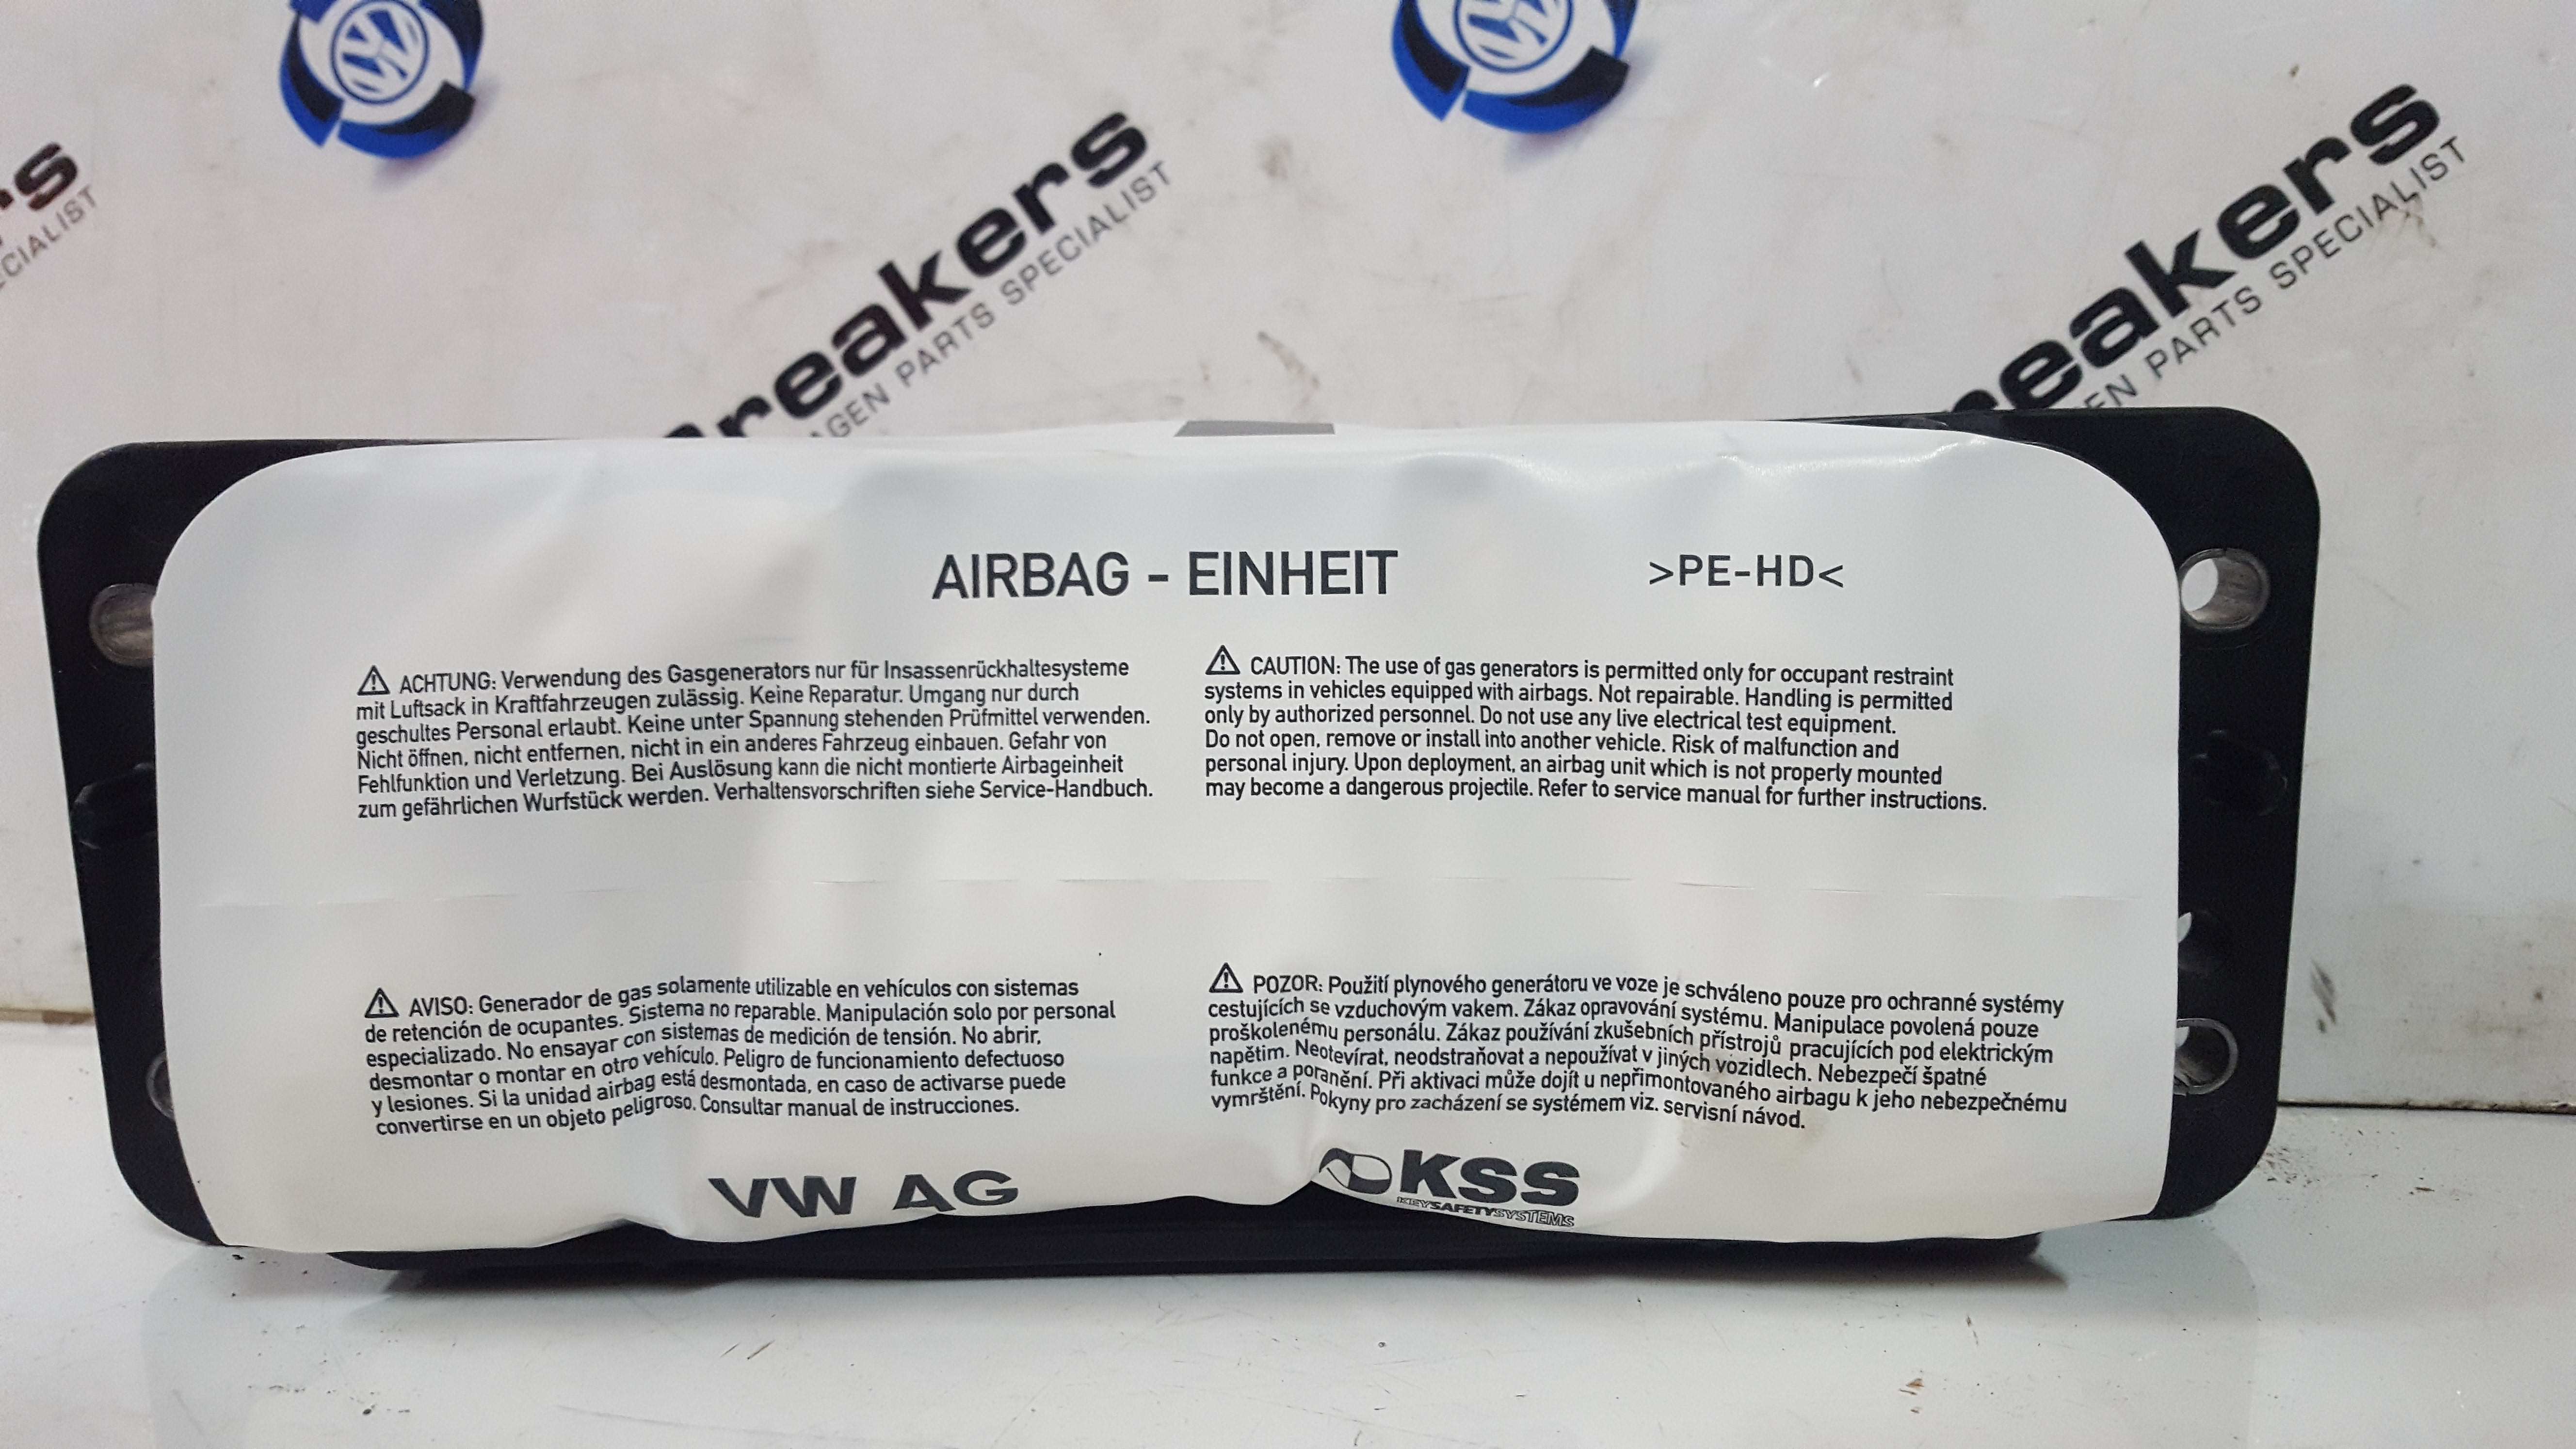 SPECIALIST
reakers
PARTS SPECIALIST
reakers
PARTS SPECIALIST
AIRBAG - EINHEIT
>PE-HD<
⚠ ACHTUNG: Verwendung des Gasgenerators nur für Insassenrückhaltesysteme
mit Luftsack in Kraftfahrzeugen zulässig. Keine Reparatur. Umgang nur durch
geschultes Personal erlaubt. Keine unter Spannung stehenden Prüfmittel verwenden.
Nicht öffnen, nicht entfernen, nicht in ein anderes Fahrzeug einbauen. Gefahr von
Fehlfunktion und Verletzung. Bei Auslösung kann die nicht montierte Airbageinheit
zum gefährlichen Wurfstück werden. Verhaltensvorschriften siehe Service-Handbuch.
⚠ CAUTION: The use of gas generators is permitted only for occupant restraint
systems in vehicles equipped with airbags. Not repairable. Handling is permitted
only by authorized personnel. Do not use any live electrical test equipment.
Do not open, remove or install into another vehicle. Risk of malfunction and
personal injury. Upon deployment, an airbag unit which is not properly mounted
may become a dangerous projectile. Refer to service manual for further instructions.
⚠ AVISO: Generador de gas solamente utilizable en vehículos con sistemas
de retención de ocupantes. Sistema no reparable. Manipulación solo por personal
especializado. No ensayar con sistemas de medición de tensión. No abrir,
desmontar o montar en otro vehículo. Peligro de funcionamiento defectuoso
y lesiones. Si la unidad airbag está desmontada, en caso de activarse puede
convertirse en un objeto peligroso. Consultar manual de instrucciones.
⚠ POZOR: Použití plynového generátoru ve voze je schváleno pouze pro ochranné systémy
cestujících se vzduchovým vakem. Zákaz opravování systému. Manipulace povolená pouze
proškolenému personálu. Zákaz používání zkušebních přístrojů pracujících pod elektrickým
napětím. Neotevírat, neodstraňovat a nepoužívat v jiných vozidlech. Nebezpečí špatné
funkce a poranění. Při aktivaci může dojít u nepřimontovaného airbagu k jeho nebezpečnému
vymrštění. Pokyny pro zacházení se systémem viz. servisní návod.
VW AG
KSS
KEYSAFETYSYSTEMS